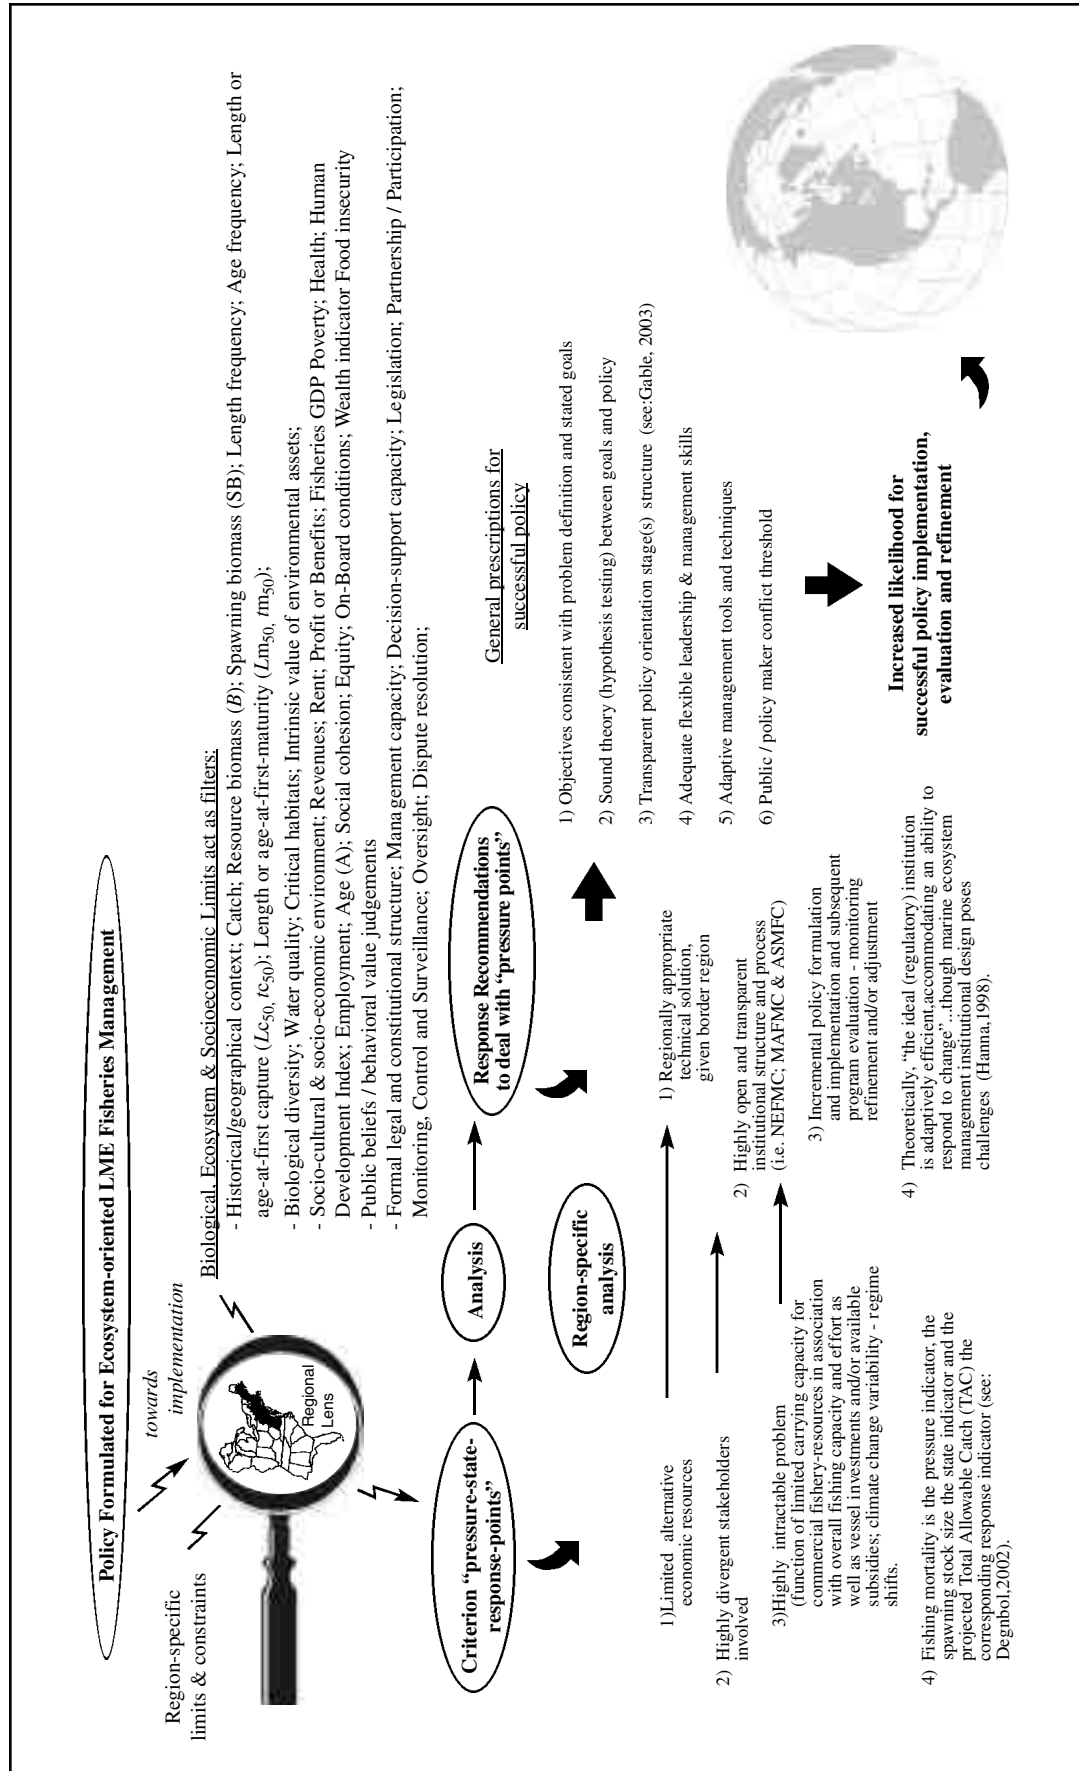 Policy Formulated for Ecosystem-oriented LME Fisheries Management
towards
implementation
Region-specific
limits & constraints
Regional
Lens
Biological, Ecosystem & Socioeconomic Limits act as filters:
- Historical/geographical context; Catch; Resource biomass (B); Spawning biomass (SB); Length frequency; Age frequency; Length or
age-at-first capture (Lc50, tc50); Length or age-at-first-maturity (Lm50, tm50);
- Biological diversity; Water quality; Critical habitats; Intrinsic value of environmental assets;
- Socio-cultural & socio-economic environment; Revenues; Rent; Profit or Benefits; Fisheries GDP Poverty; Health; Human
Development Index; Employment; Age (A); Social cohesion; Equity; On-Board conditions; Wealth indicator Food insecurity
- Public beliefs / behavioral value judgements
- Formal legal and constitutional structure; Management capacity; Decision-support capacity; Legislation; Partnership / Participation;
Monitoring, Control and Surveillance; Oversight; Dispute resolution;
Criterion “pressure-state-
response-points”
Analysis
Response Recommendations
to deal with “pressure points”
Region-specific
analysis
1)Limited alternative
economic resources
2) Highly divergent stakeholders
involved
3)Highly intractable problem
(function of limited carrying capacity for
commercial fishery-resources in association
with overall fishing capacity and effort as
well as vessel investments and/or available
subsidies; climate change variability - regime
shifts.
4) Fishing mortality is the pressure indicator, the
spawning stock size the state indicator and the
projected Total Allowable Catch (TAC) the
corresponding response indicator (see:
Degnbol,2002).
1) Regionally appropriate
technical solution,
given border region
2) Highly open and transparent
institutional structure and process
(i.e. NEFMC; MAFMC & ASMFC)
3) Incremental policy formulation
and implementation and subsequent
program evaluation - monitoring
refinement and/or adjustment
4) Theoretically, “the ideal (regulatory) institution
is adaptively efficient,accommodating an ability to
respond to change”...though marine ecosystem
management institutional design poses
challenges (Hanna,1998).
General prescriptions for
successful policy
1) Objectives consistent with problem definition and stated goals
2) Sound theory (hypothesis testing) between goals and policy
3) Transparent policy orientation stage(s) structure (see:Gable, 2003)
4) Adequate flexible leadership & management skills
5) Adaptive management tools and techniques
6) Public / policy maker conflict threshold
Increased likelihood for
successful policy implementation,
evaluation and refinement